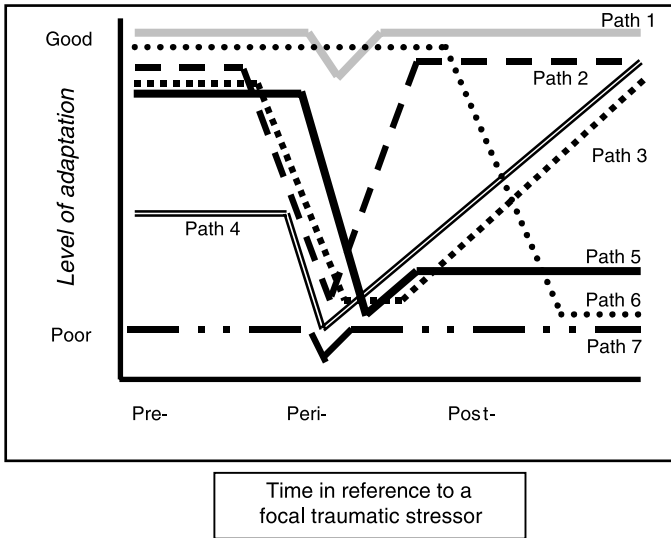 Path 1
Good
Path 2
Path 3
Level of adaptation
Path 4
Path 5
Path 6
Poor
Path 7
Pre- Peri- Post-
Time in reference to a
focal traumatic stressor